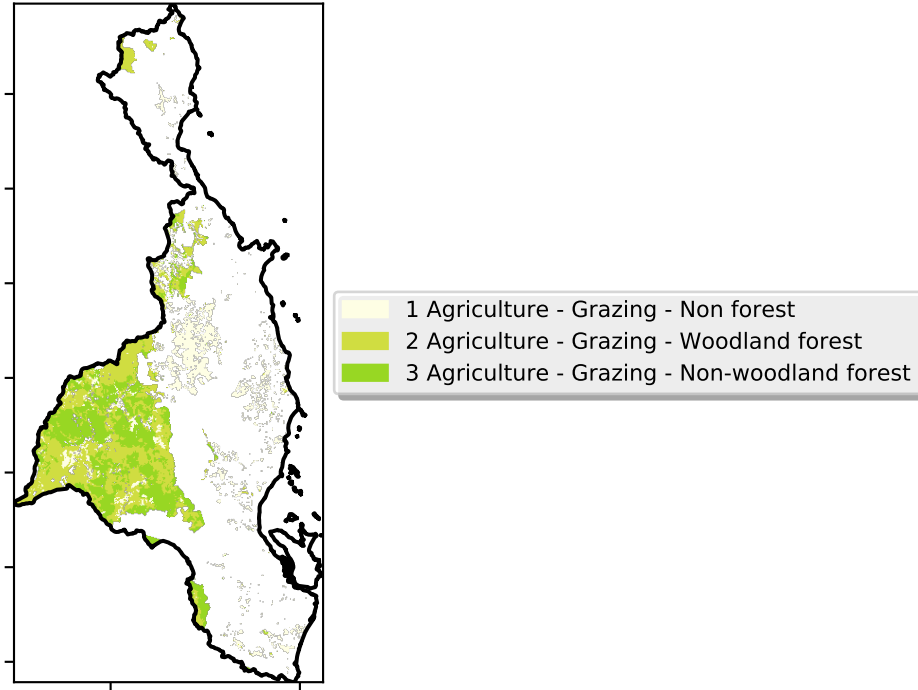 1 Agriculture - Grazing - Non forest
2 Agriculture - Grazing - Woodland forest
3 Agriculture - Grazing - Non-woodland forest